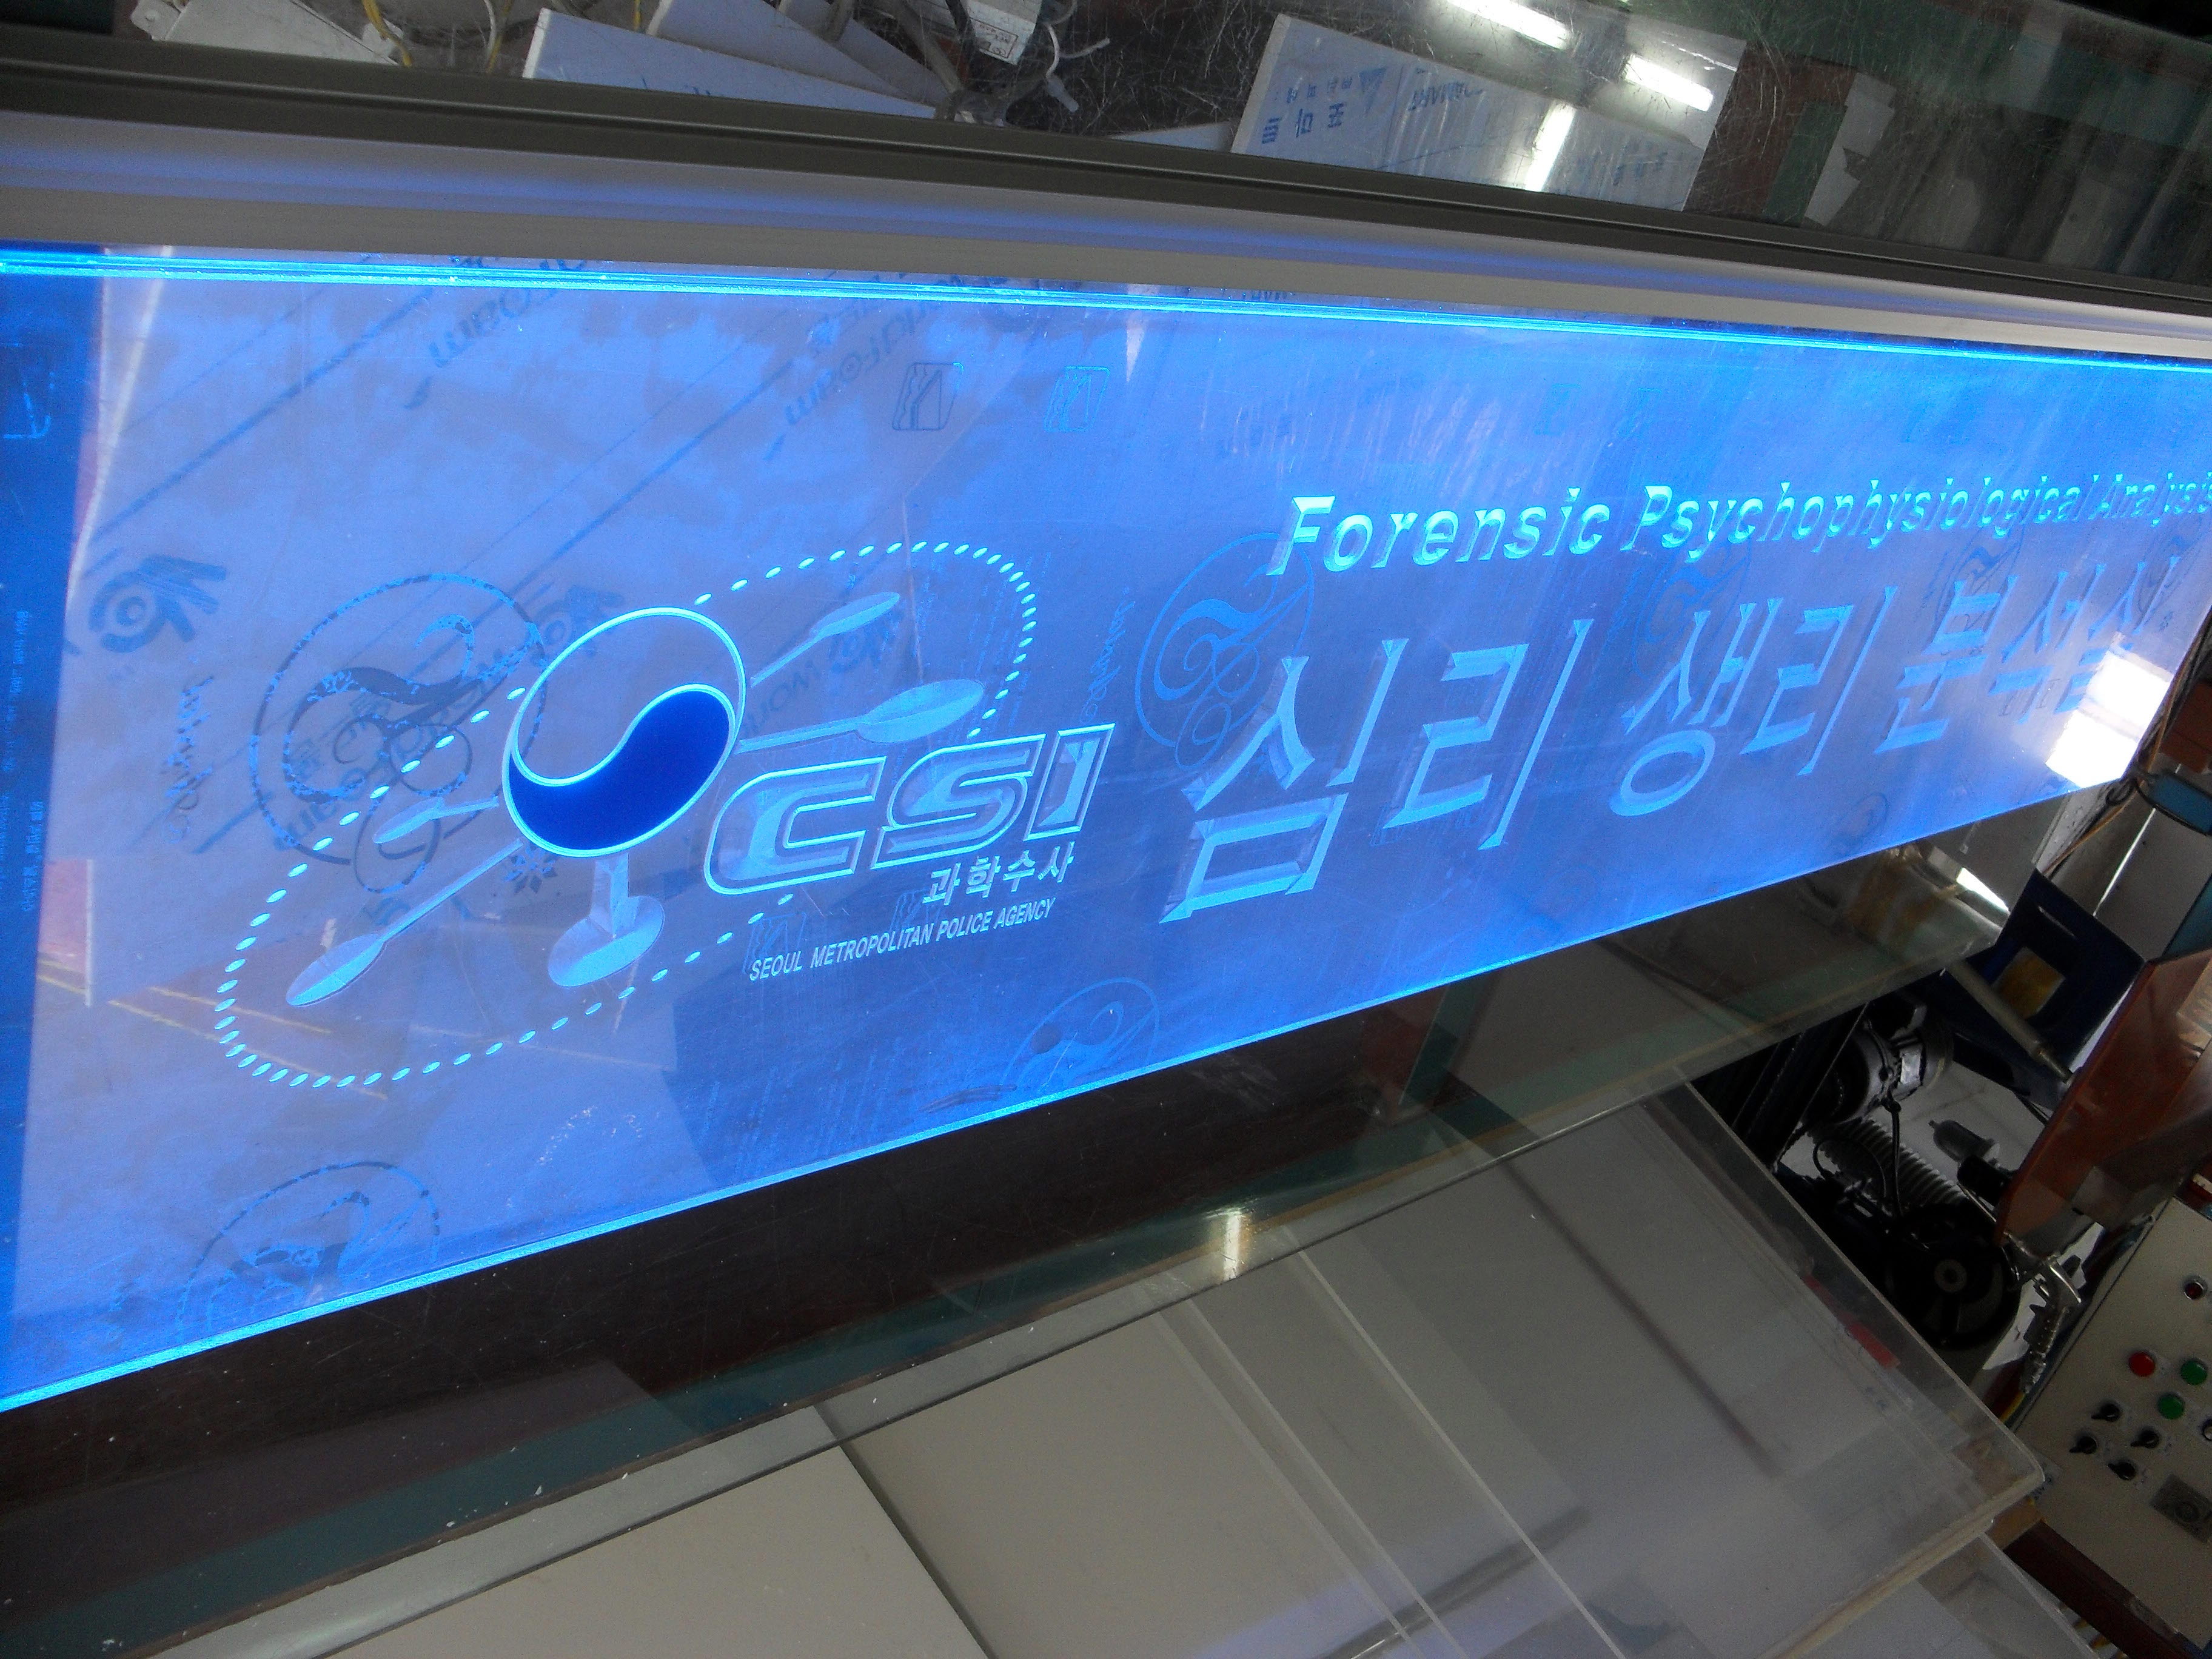 Forensic Psychophysiological Analysis
심리 생리 분석실
CSI
과학수사
SEOUL METROPOLITAN POLICE AGENCY